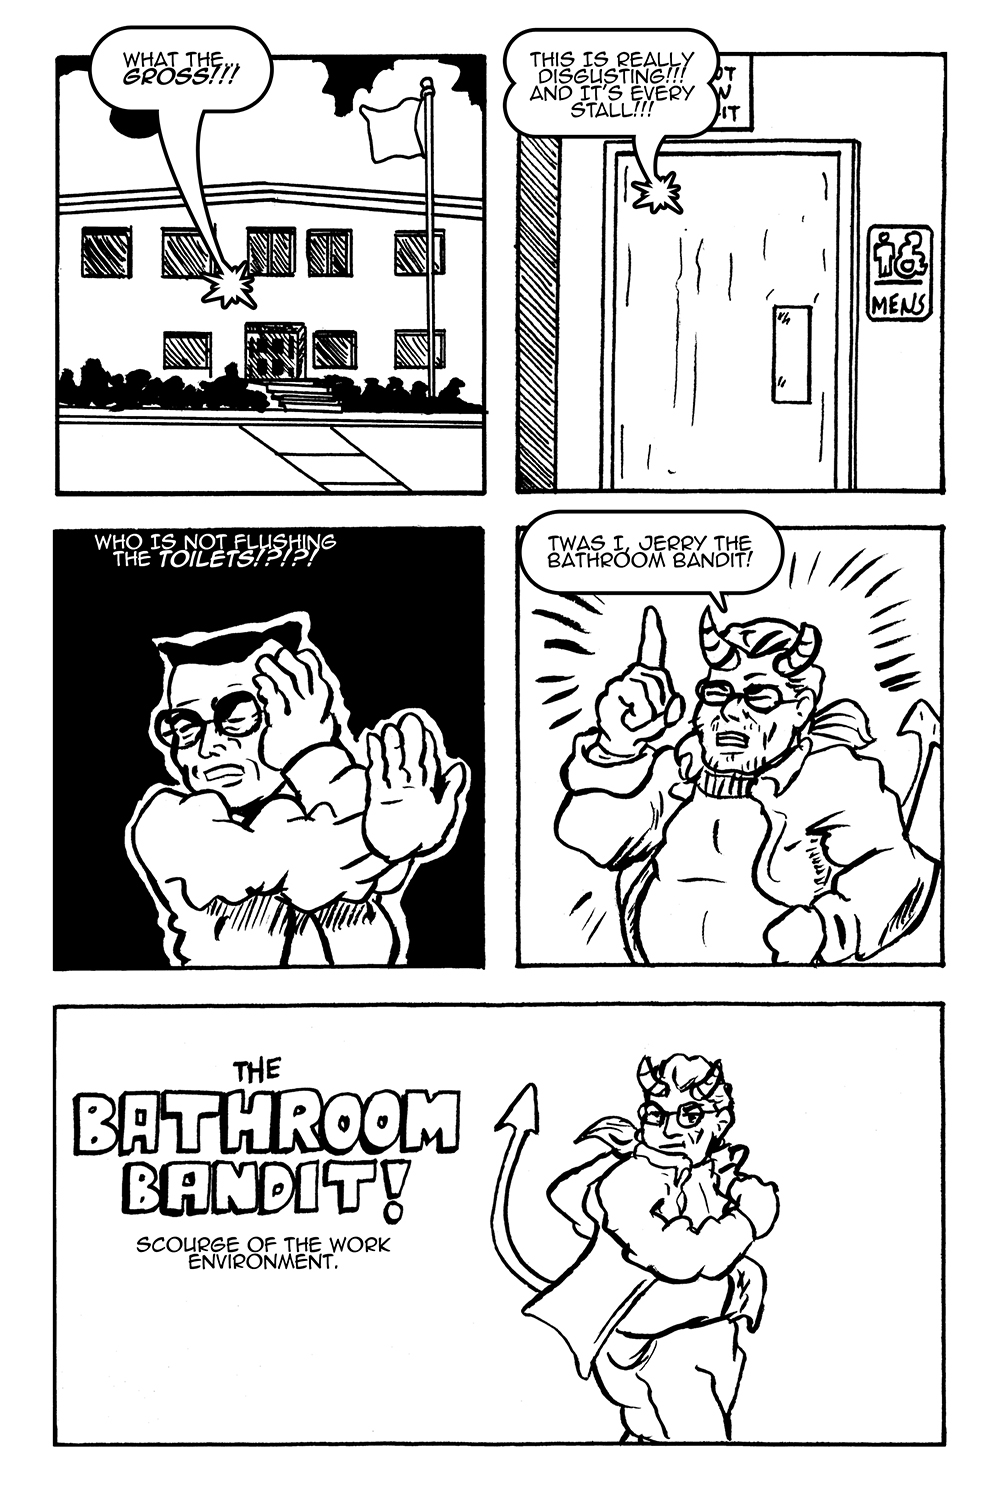 WHAT THE...
GROSS!!!
THIS IS REALLY
DISGUSTING!!!
AND IT'S EVERY
STALL!!!
MENS
WHO IS NOT FLUSHING
THE TOILETS!?!?!
TWAS I, JERRY THE
BATHROOM BANDIT!
THE
BATHROOM
BANDIT!
SCOURGE OF THE WORK
ENVIRONMENT.